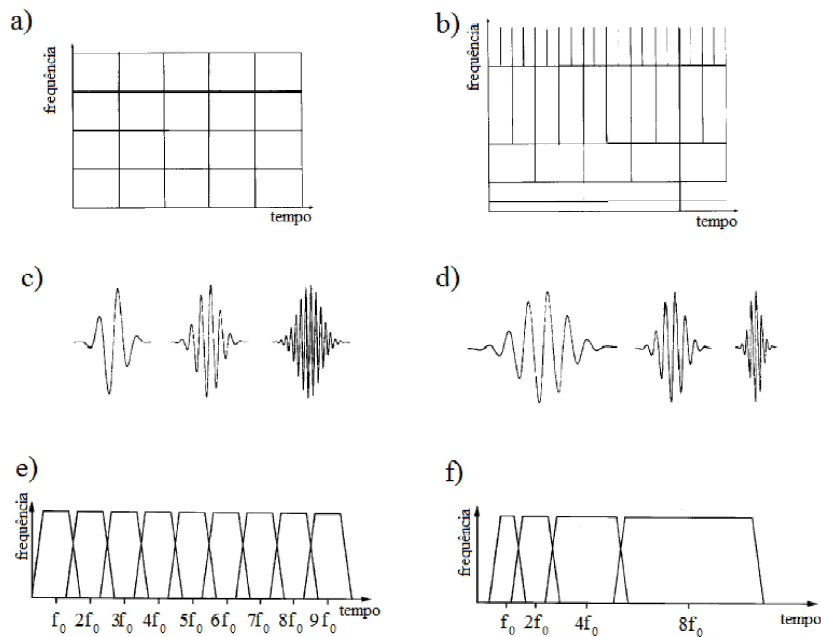 a)
frequência
tempo
b)
frequência
tempo
c)
d)
e)
frequência
f₀ 2f₀ 3f₀ 4f₀ 5f₀ 6f₀ 7f₀ 8f₀ 9f₀
tempo
f)
frequência
f₀ 2f₀ 4f₀ 8f₀
tempo